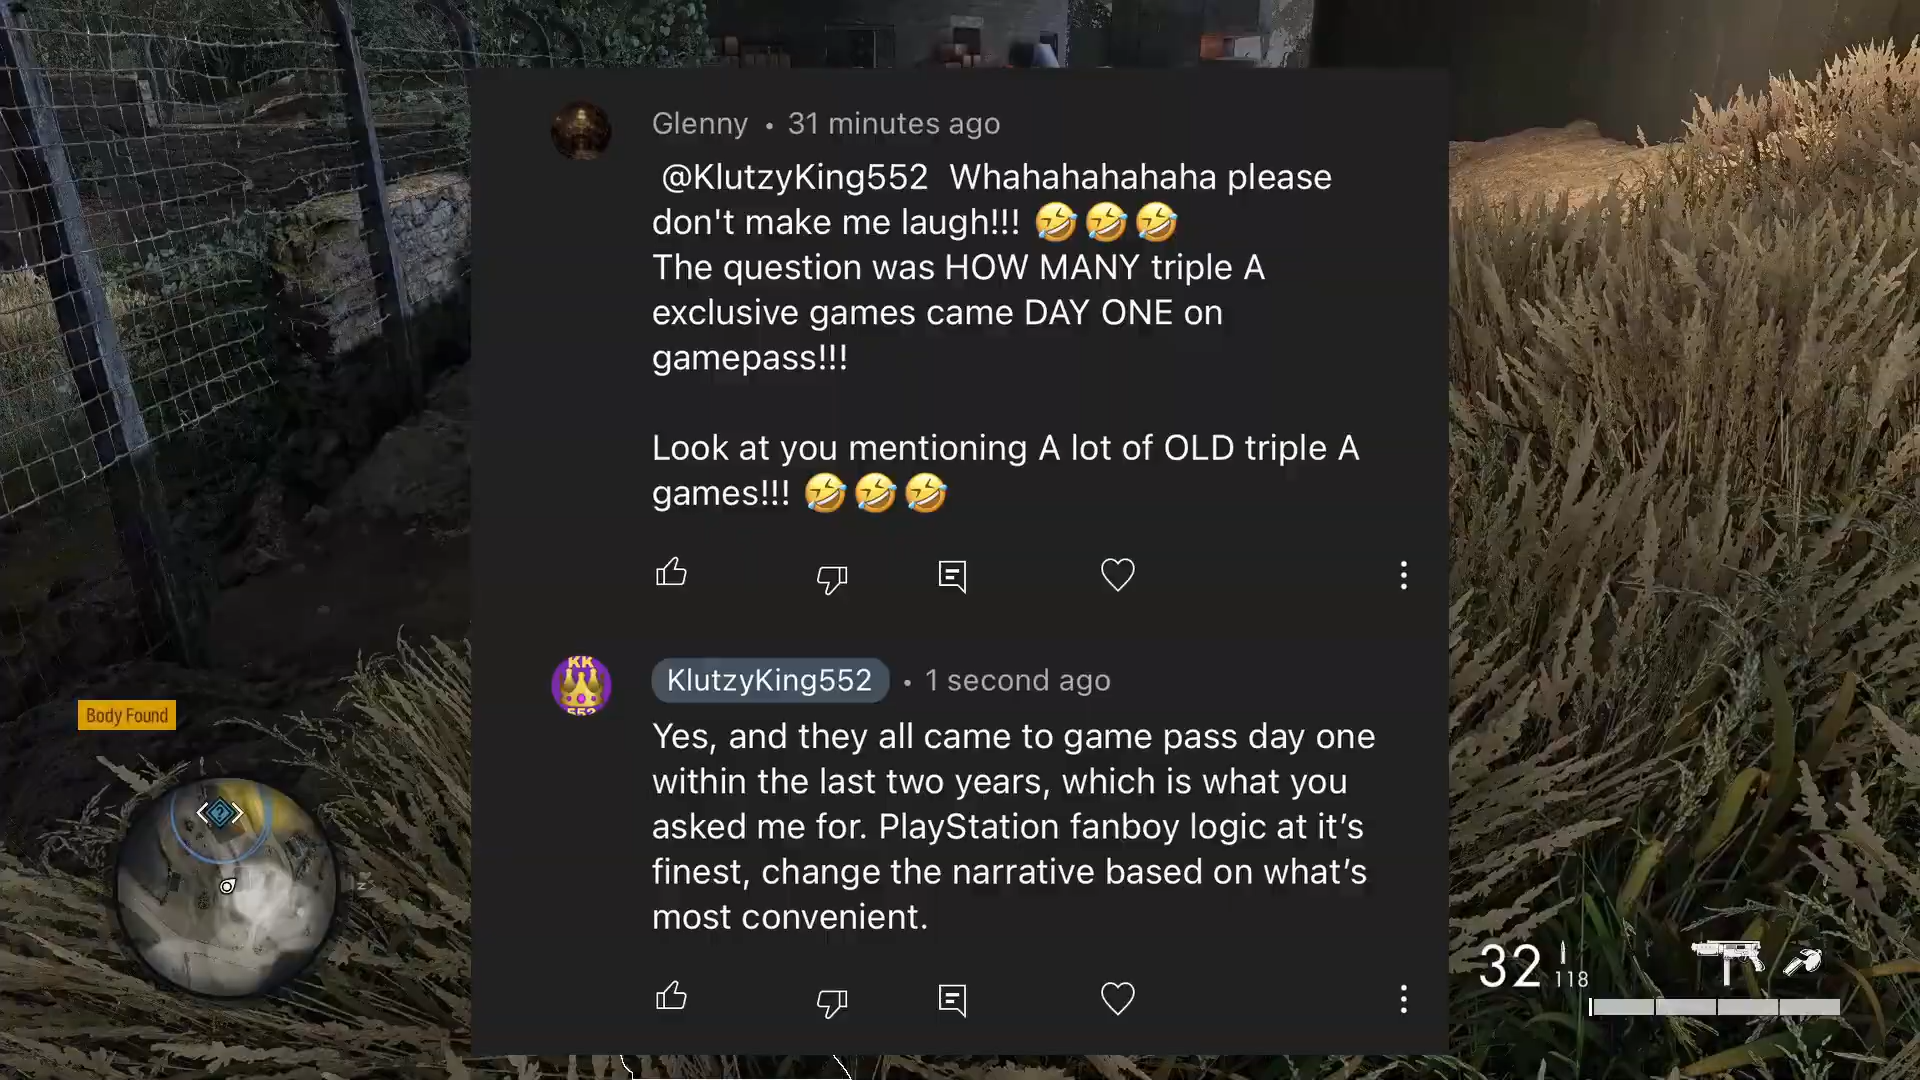 Glenny • 31 minutes ago
@KlutzyKing552 Whahahahahaha please
don't make me laugh!!! 🤣🤣🤣
The question was HOW MANY triple A
exclusive games came DAY ONE on
gamepass!!!
Look at you mentioning A lot of OLD triple A
games!!! 🤣🤣🤣
KK
552
KlutzyKing552 • 1 second ago
Yes, and they all came to game pass day one
within the last two years, which is what you
asked me for. PlayStation fanboy logic at it's
finest, change the narrative based on what's
most convenient.
Body Found
?
N
32 118